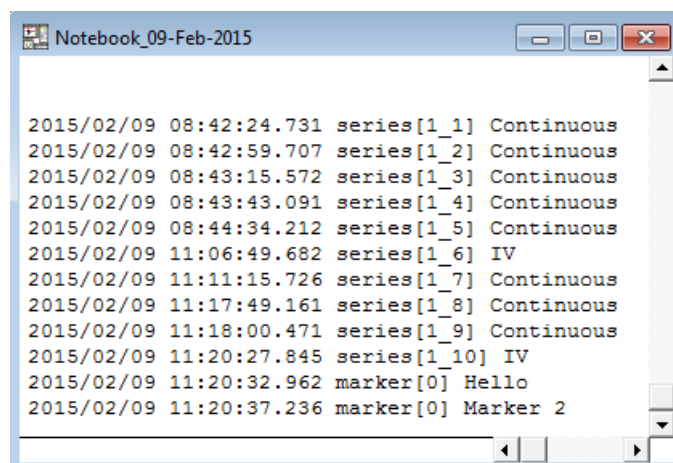 Notebook_09-Feb-2015
2015/02/09 08:42:24.731 series[1_1] Continuous
2015/02/09 08:42:59.707 series[1_2] Continuous
2015/02/09 08:43:15.572 series[1_3] Continuous
2015/02/09 08:43:43.091 series[1_4] Continuous
2015/02/09 08:44:34.212 series[1_5] Continuous
2015/02/09 11:06:49.682 series[1_6] IV
2015/02/09 11:11:15.726 series[1_7] Continuous
2015/02/09 11:17:49.161 series[1_8] Continuous
2015/02/09 11:18:00.471 series[1_9] Continuous
2015/02/09 11:20:27.845 series[1_10] IV
2015/02/09 11:20:32.962 marker[0] Hello
2015/02/09 11:20:37.236 marker[0] Marker 2